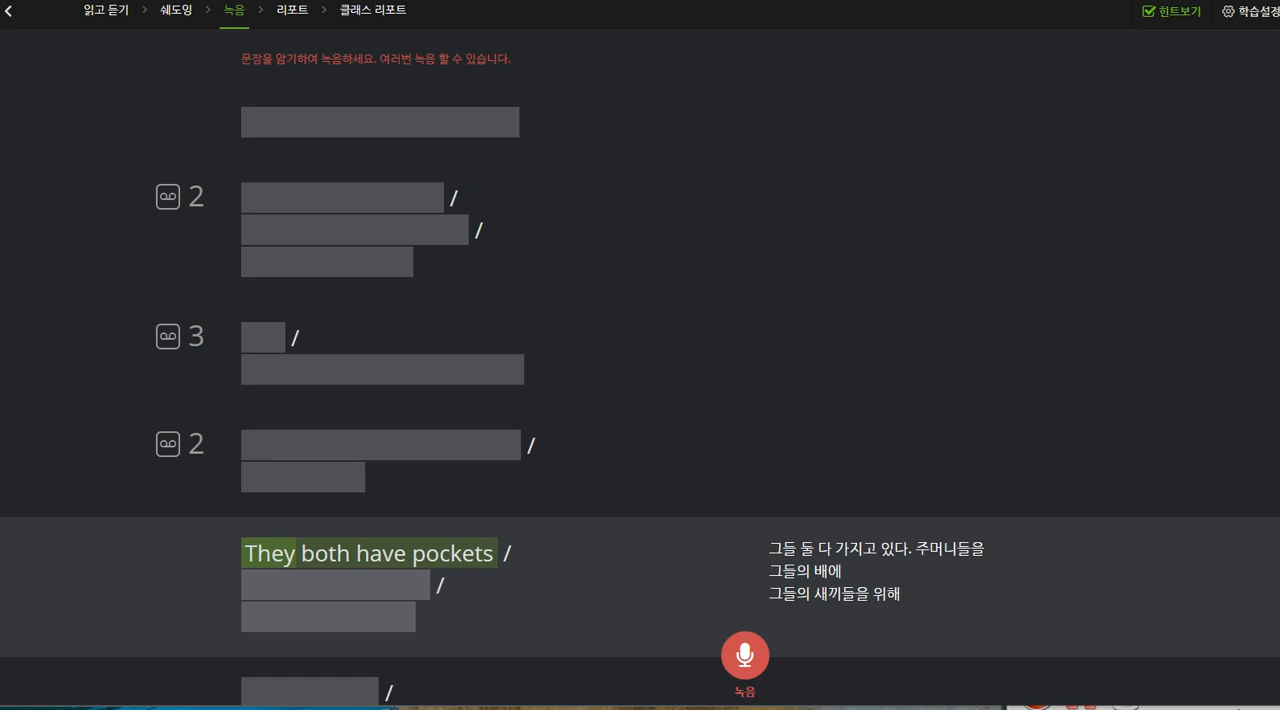 읽고 듣기 > 쉐도잉 > 녹음 > 리포트 > 클래스 리포트
힌트보기
학습설정
문장을 암기하여 녹음하세요. 여러번 녹음 할 수 있습니다.
2 /
/
3 /
2 /
They both have pockets /
/
그들 둘 다 가지고 있다. 주머니들을
그들의 배에
그들의 새끼들을 위해
녹음
/